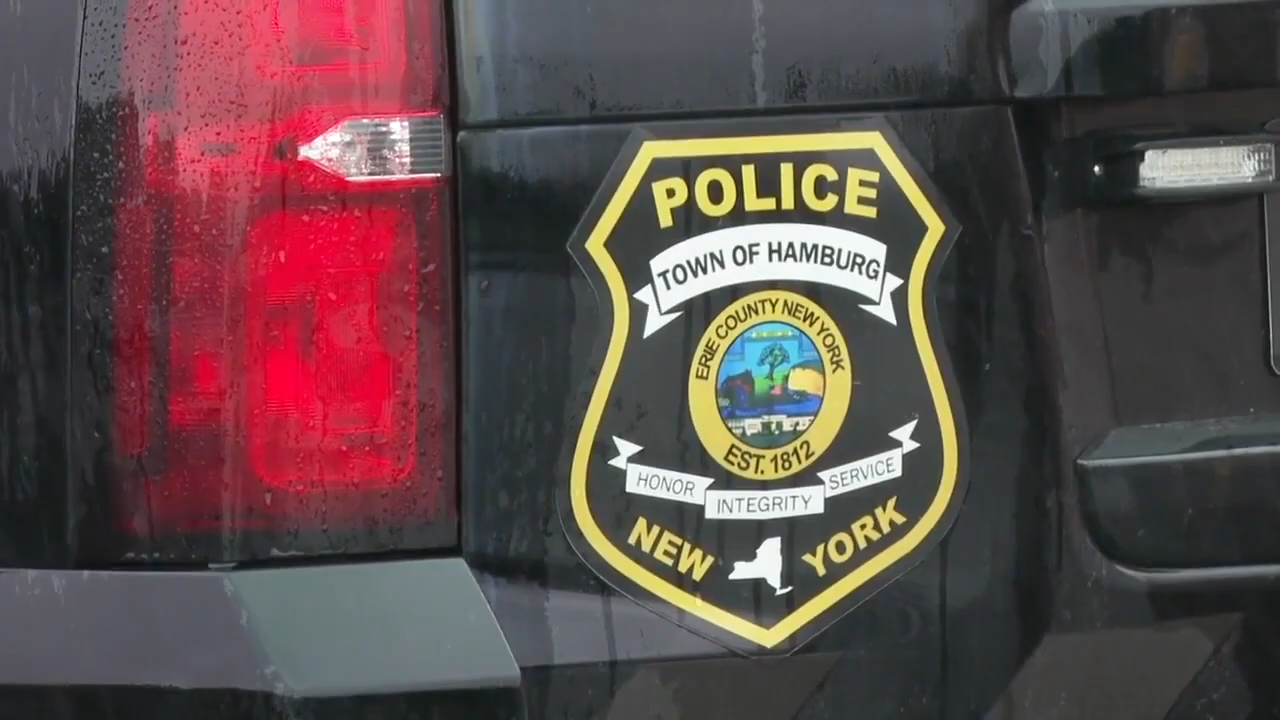 POLICE
TOWN OF HAMBURG
ERIE COUNTY NEW YORK
EST. 1812
HONOR INTEGRITY SERVICE
NEW YORK